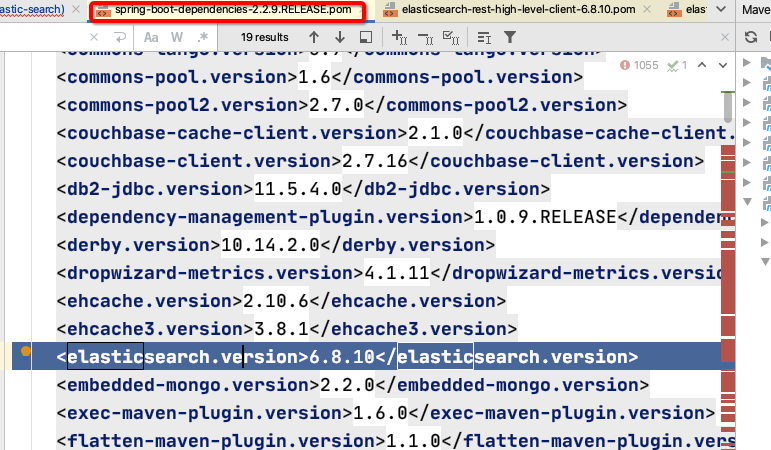 elastic-search)
spring-boot-dependencies-2.2.9.RELEASE.pom
elasticsearch-rest-high-level-client-6.8.10.pom
elast
Maven
Aa W .*
19 results
1055 1
<commons-pool.version>1.6</commons-pool.version>
<commons-pool2.version>2.7.0</commons-pool2.version>
<couchbase-cache-client.version>2.1.0</couchbase-cache-client.
<couchbase-client.version>2.7.16</couchbase-client.version>
<db2-jdbc.version>11.5.4.0</db2-jdbc.version>
<dependency-management-plugin.version>1.0.9.RELEASE</dependen
<derby.version>10.14.2.0</derby.version>
<dropwizard-metrics.version>4.1.11</dropwizard-metrics.versio
<ehcache.version>2.10.6</ehcache.version>
<ehcache3.version>3.8.1</ehcache3.version>
<elasticsearch.version>6.8.10</elasticsearch.version>
<embedded-mongo.version>2.2.0</embedded-mongo.version>
<exec-maven-plugin.version>1.6.0</exec-maven-plugin.version>
<flatten-maven-plugin.version>1.1.0</flatten-maven-plugin.vers